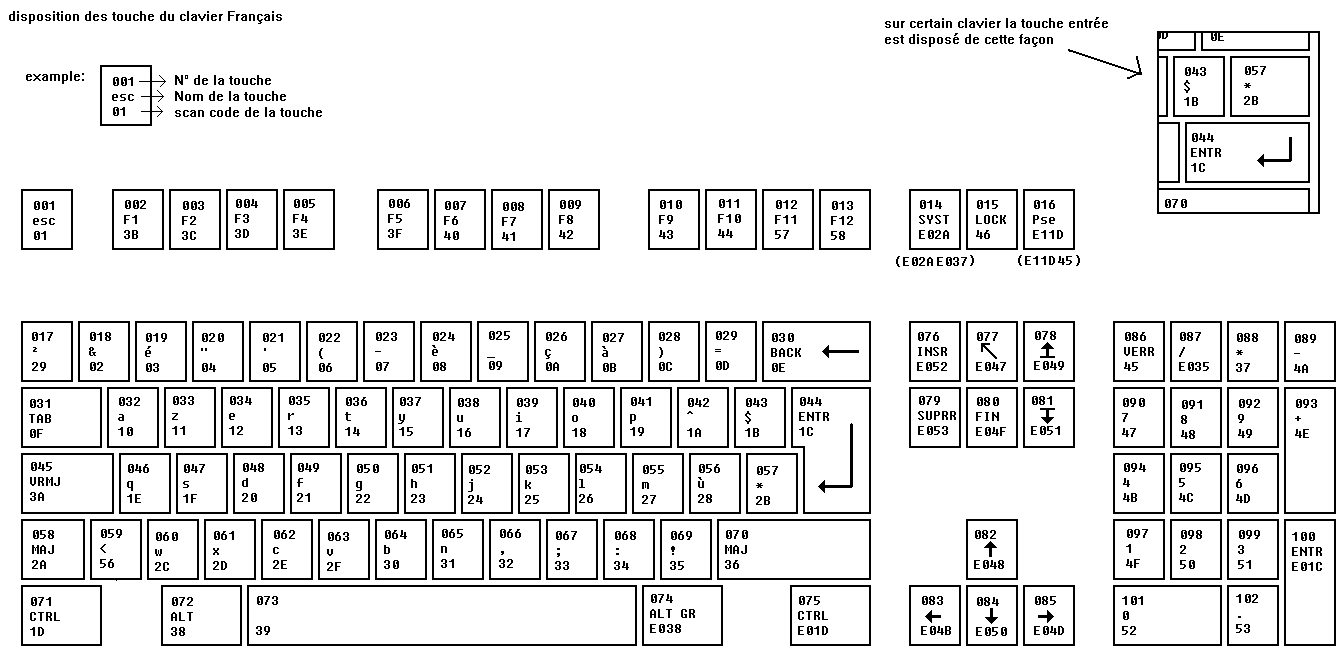 disposition des touche du clavier Français
sur certain clavier la touche entrée
est disposé de cette façon
example:
001 N° de la touche
esc Nom de la touche
01 scan code de la touche
0D 0E
043 057
$ *
1B 2B
044
ENTR
1C
070
001 002 003 004 005 006 007 008 009 010 011 012 013 014 015 016
esc F1 F2 F3 F4 F5 F6 F7 F8 F9 F10 F11 F12 SYST LOCK Pse
01 3B 3C 3D 3E 3F 40 41 42 43 44 57 58 E02A 46 E11D
(E02AE037) (E11D45)
017 018 019 020 021 022 023 024 025 026 027 028 029 030 076 077 078 086 087 088 089
² & é " ' ( - è _ ç à ) = BACK INSR VERR / * -
29 02 03 04 05 06 07 08 09 0A 0B 0C 0D 0E E052 E047 E049 45 E035 37 4A
031 032 033 034 035 036 037 038 039 040 041 042 043 044 079 080 081 090 091 092 093
TAB a z e r t y u i o p ^ $ ENTR SUPRR FIN 7 8 9 +
0F 10 11 12 13 14 15 16 17 18 19 1A 1B 1C E053 E04F E051 47 48 49 4E
045 046 047 048 049 050 051 052 053 054 055 056 057 094 095 096
VRMJ q s d f g h j k l m ù * 4 5 6
3A 1E 1F 20 21 22 23 24 25 26 27 28 2B 4B 4C 4D
058 059 060 061 062 063 064 065 066 067 068 069 070 082 097 098 099 100
MAJ < w x c v b n , ; : ! MAJ 1 2 3 ENTR
2A 56 2C 2D 2E 2F 30 31 32 33 34 35 36 E048 4F 50 51 E01C
071 072 073 074 075 083 084 085 101 102
CTRL ALT ALT GR CTRL 0 .
1D 38 39 E038 E01D E04B E050 E04D 52 53